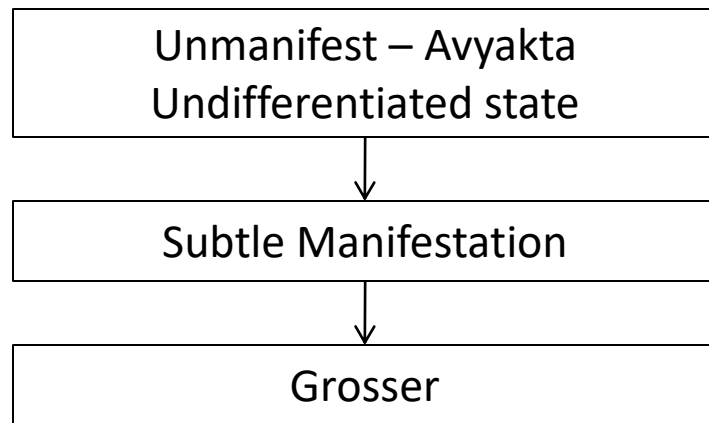 Unmanifest – Avyakta
Undifferentiated state
Subtle Manifestation
Grosser